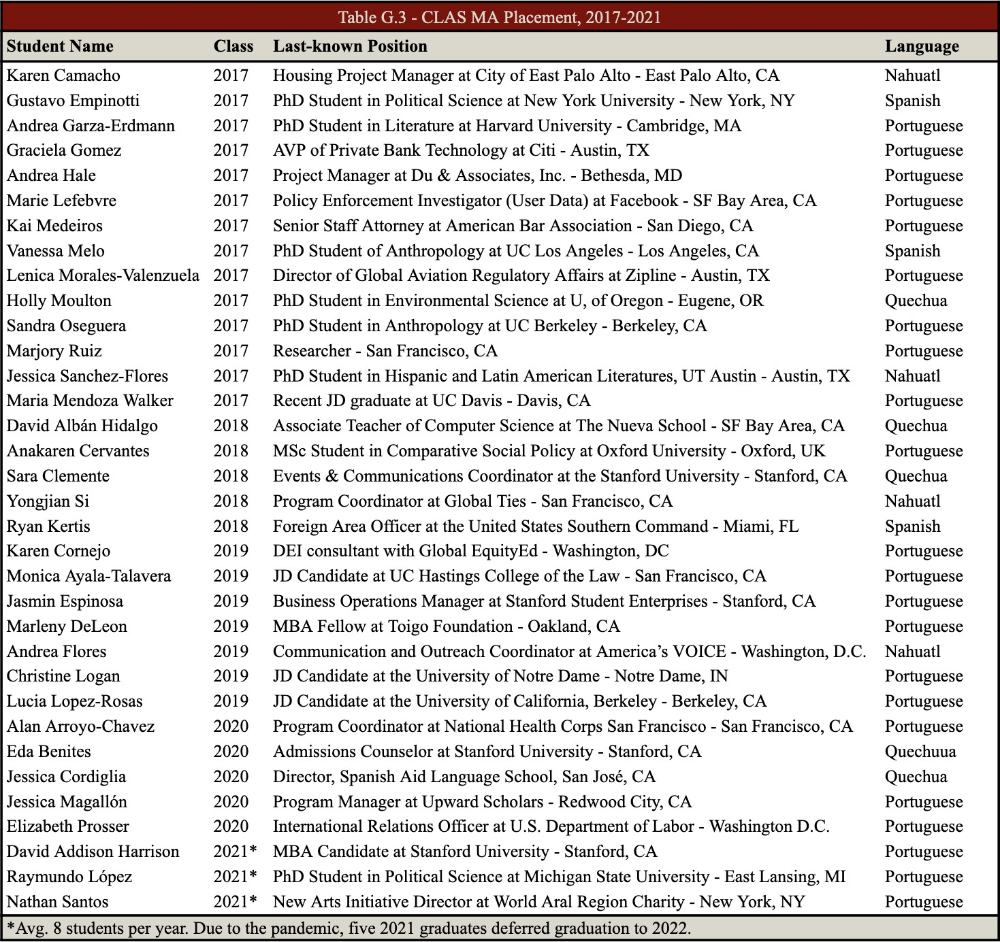 Table G.3 - CLAS MA Placement, 2017-2021
Student Name Class Last-known Position Language
Karen Camacho 2017 Housing Project Manager at City of East Palo Alto - East Palo Alto, CA Nahuatl
Gustavo Empinotti 2017 PhD Student in Political Science at New York University - New York, NY Spanish
Andrea Garza-Erdmann 2017 PhD Student in Literature at Harvard University - Cambridge, MA Portuguese
Graciela Gomez 2017 AVP of Private Bank Technology at Citi - Austin, TX Portuguese
Andrea Hale 2017 Project Manager at Du & Associates, Inc. - Bethesda, MD Portuguese
Marie Lefebvre 2017 Policy Enforcement Investigator (User Data) at Facebook - SF Bay Area, CA Portuguese
Kai Medeiros 2017 Senior Staff Attorney at American Bar Association - San Diego, CA Portuguese
Vanessa Melo 2017 PhD Student of Anthropology at UC Los Angeles - Los Angeles, CA Spanish
Lenica Morales-Valenzuela 2017 Director of Global Aviation Regulatory Affairs at Zipline - Austin, TX Portuguese
Holly Moulton 2017 PhD Student in Environmental Science at U, of Oregon - Eugene, OR Quechua
Sandra Oseguera 2017 PhD Student in Anthropology at UC Berkeley - Berkeley, CA Portuguese
Marjory Ruiz 2017 Researcher - San Francisco, CA Portuguese
Jessica Sanchez-Flores 2017 PhD Student in Hispanic and Latin American Literatures, UT Austin - Austin, TX Nahuatl
Maria Mendoza Walker 2017 Recent JD graduate at UC Davis - Davis, CA Portuguese
David Albán Hidalgo 2018 Associate Teacher of Computer Science at The Nueva School - SF Bay Area, CA Quechua
Anakaren Cervantes 2018 MSc Student in Comparative Social Policy at Oxford University - Oxford, UK Portuguese
Sara Clemente 2018 Events & Communications Coordinator at the Stanford University - Stanford, CA Quechua
Yongjian Si 2018 Program Coordinator at Global Ties - San Francisco, CA Nahuatl
Ryan Kertis 2018 Foreign Area Officer at the United States Southern Command - Miami, FL Spanish
Karen Cornejo 2019 DEI consultant with Global EquityEd - Washington, DC Portuguese
Monica Ayala-Talavera 2019 JD Candidate at UC Hastings College of the Law - San Francisco, CA Portuguese
Jasmin Espinosa 2019 Business Operations Manager at Stanford Student Enterprises - Stanford, CA Portuguese
Marleny DeLeon 2019 MBA Fellow at Toigo Foundation - Oakland, CA Portuguese
Andrea Flores 2019 Communication and Outreach Coordinator at America’s VOICE - Washington, D.C. Nahuatl
Christine Logan 2019 JD Candidate at the University of Notre Dame - Notre Dame, IN Portuguese
Lucia Lopez-Rosas 2019 JD Candidate at the University of California, Berkeley - Berkeley, CA Portuguese
Alan Arroyo-Chavez 2020 Program Coordinator at National Health Corps San Francisco - San Francisco, CA Portuguese
Eda Benites 2020 Admissions Counselor at Stanford University - Stanford, CA Quechuua
Jessica Cordiglia 2020 Director, Spanish Aid Language School, San José, CA Quechua
Jessica Magallón 2020 Program Manager at Upward Scholars - Redwood City, CA Portuguese
Elizabeth Prosser 2020 International Relations Officer at U.S. Department of Labor - Washington D.C. Portuguese
David Addison Harrison 2021* MBA Candidate at Stanford University - Stanford, CA Portuguese
Raymundo López 2021* PhD Student in Political Science at Michigan State University - East Lansing, MI Portuguese
Nathan Santos 2021* New Arts Initiative Director at World Aral Region Charity - New York, NY Portuguese
*Avg. 8 students per year. Due to the pandemic, five 2021 graduates deferred graduation to 2022.